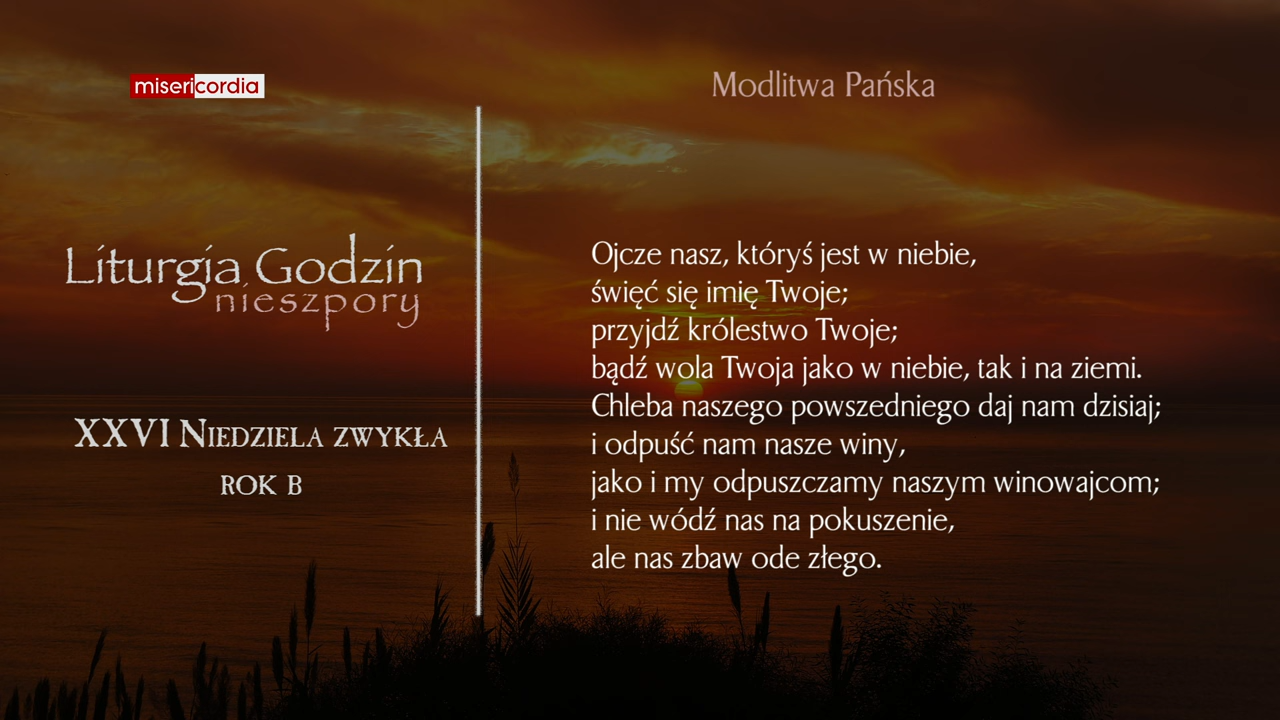 misericordia
Liturgia Godzin
nieszpory
XXVI Niedziela zwykła
rok B
Modlitwa Pańska
Ojcze nasz, któryś jest w niebie,
święć się imię Twoje;
przyjdź królestwo Twoje;
bądź wola Twoja jako w niebie, tak i na ziemi.
Chleba naszego powszedniego daj nam dzisiaj;
i odpuść nam nasze winy,
jako i my odpuszczamy naszym winowajcom;
i nie wódź nas na pokuszenie,
ale nas zbaw ode złego.